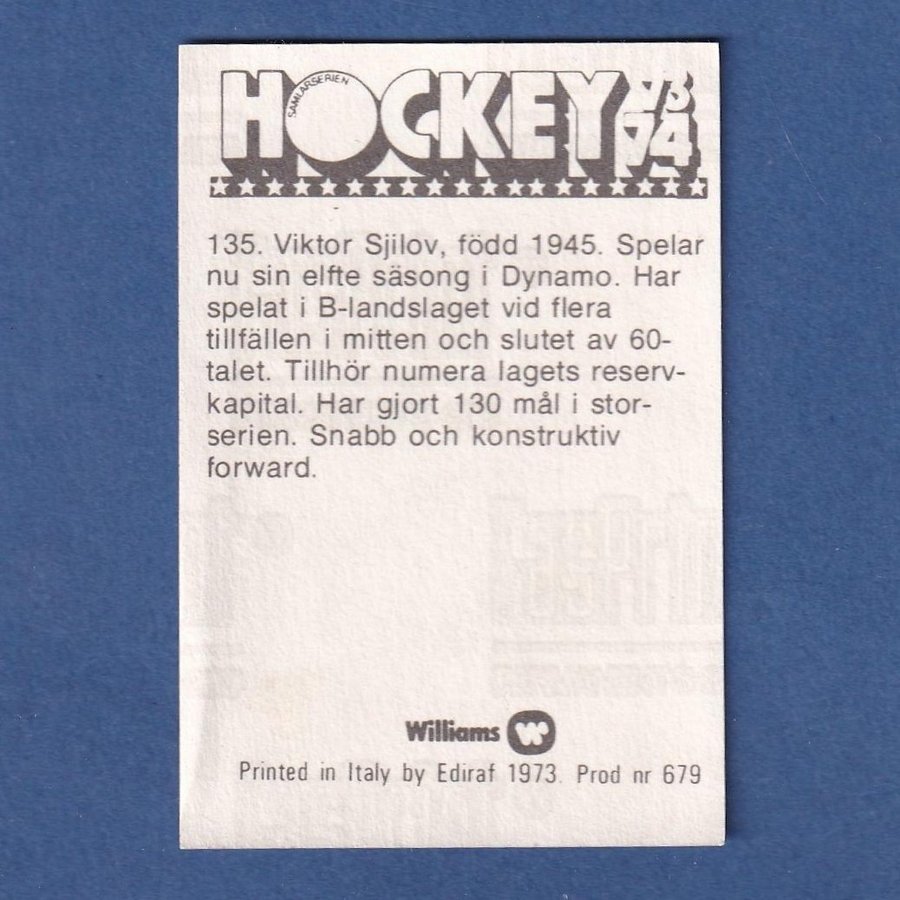 SAMLARSERIEN
HOCKEY 73
74
135. Viktor Sjilov, född 1945. Spelar
nu sin elfte säsong i Dynamo. Har
spelat i B-landslaget vid flera
tillfällen i mitten och slutet av 60-
talet. Tillhör numera lagets reserv-
kapital. Har gjort 130 mål i stor-
serien. Snabb och konstruktiv
forward.
Williams
Printed in Italy by Ediraf 1973. Prod nr 679